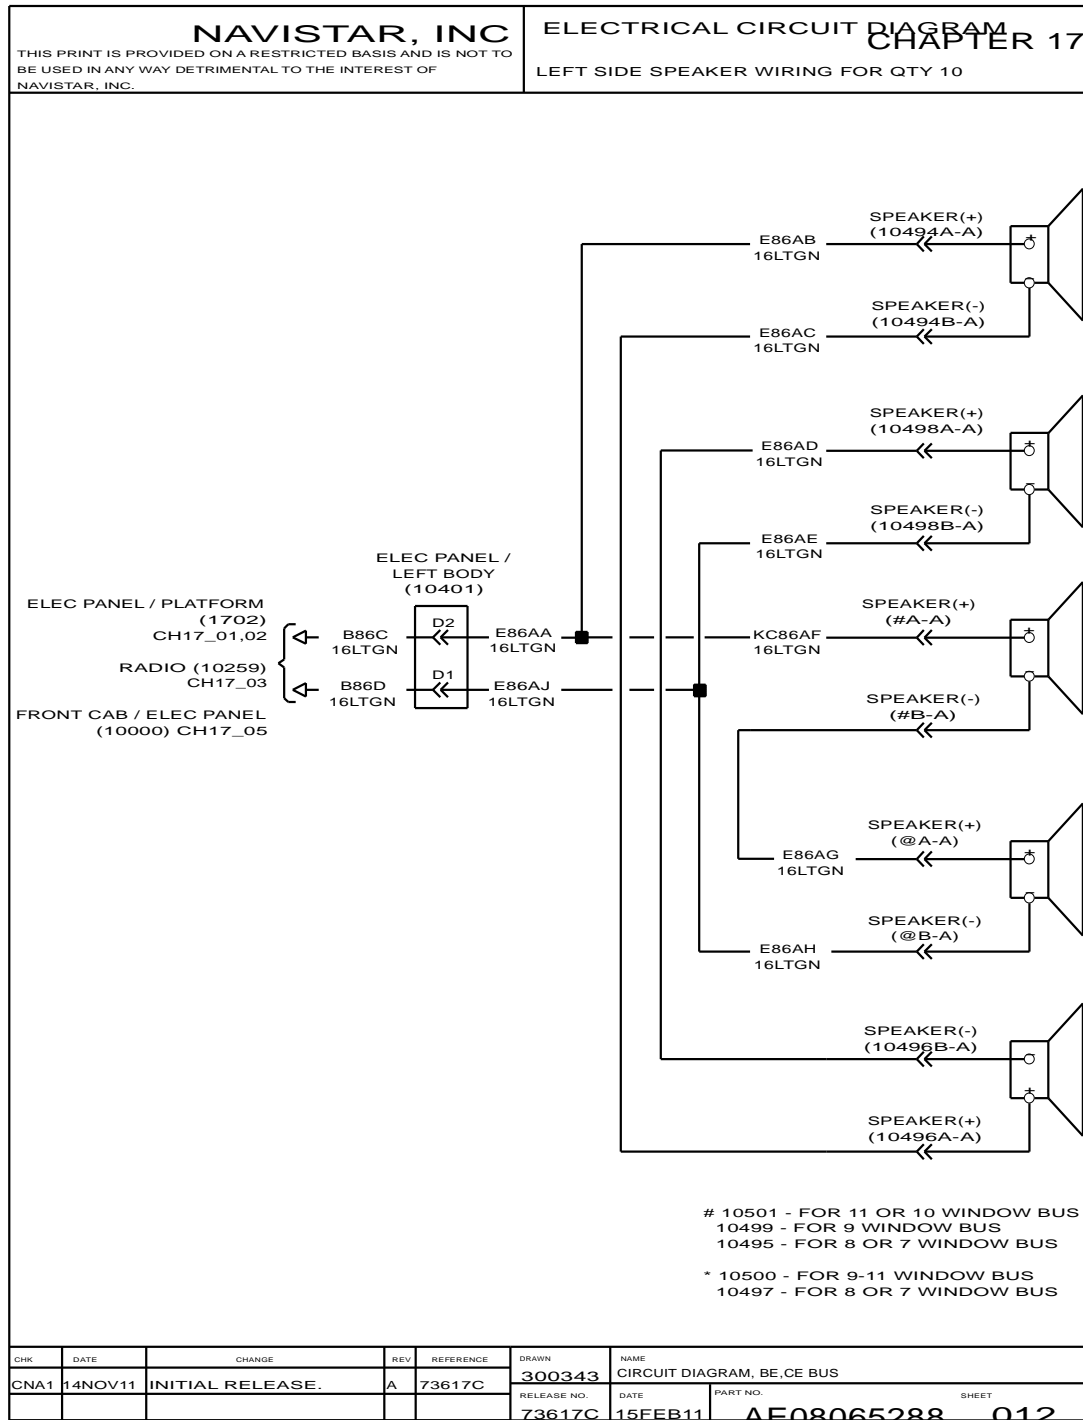 NAVISTAR, INC
THIS PRINT IS PROVIDED ON A RESTRICTED BASIS AND IS NOT TO
BE USED IN ANY WAY DETRIMENTAL TO THE INTEREST OF
NAVISTAR, INC.
ELECTRICAL CIRCUIT DIAGRAM
CHAPTER 17
LEFT SIDE SPEAKER WIRING FOR QTY 10
SPEAKER(+)
(10494A-A)
E86AB
16LTGN
+
SPEAKER(-)
(10494B-A)
E86AC
16LTGN
-
SPEAKER(+)
(10498A-A)
E86AD
16LTGN
+
SPEAKER(-)
(10498B-A)
E86AE
16LTGN
-
ELEC PANEL /
LEFT BODY
(10401)
ELEC PANEL / PLATFORM
(1702)
CH17_01,02
RADIO (10259)
CH17_03
FRONT CAB / ELEC PANEL
(10000) CH17_05
B86C
16LTGN
D2
E86AA
16LTGN
B86D
16LTGN
D1
E86AJ
16LTGN
SPEAKER(+)
(#A-A)
KC86AF
16LTGN
+
SPEAKER(-)
(#B-A)
-
SPEAKER(+)
(@A-A)
E86AG
16LTGN
+
SPEAKER(-)
(@B-A)
E86AH
16LTGN
-
SPEAKER(-)
(10496B-A)
-
SPEAKER(+)
(10496A-A)
+
# 10501 - FOR 11 OR 10 WINDOW BUS
10499 - FOR 9 WINDOW BUS
10495 - FOR 8 OR 7 WINDOW BUS
* 10500 - FOR 9-11 WINDOW BUS
10497 - FOR 8 OR 7 WINDOW BUS
CHK DATE CHANGE REV REFERENCE
CNA1 14NOV11 INITIAL RELEASE. A 73617C
DRAWN
300343
NAME
CIRCUIT DIAGRAM, BE,CE BUS
RELEASE NO.
73617C
DATE
15FEB11
PART NO.
AE08065288
SHEET
012